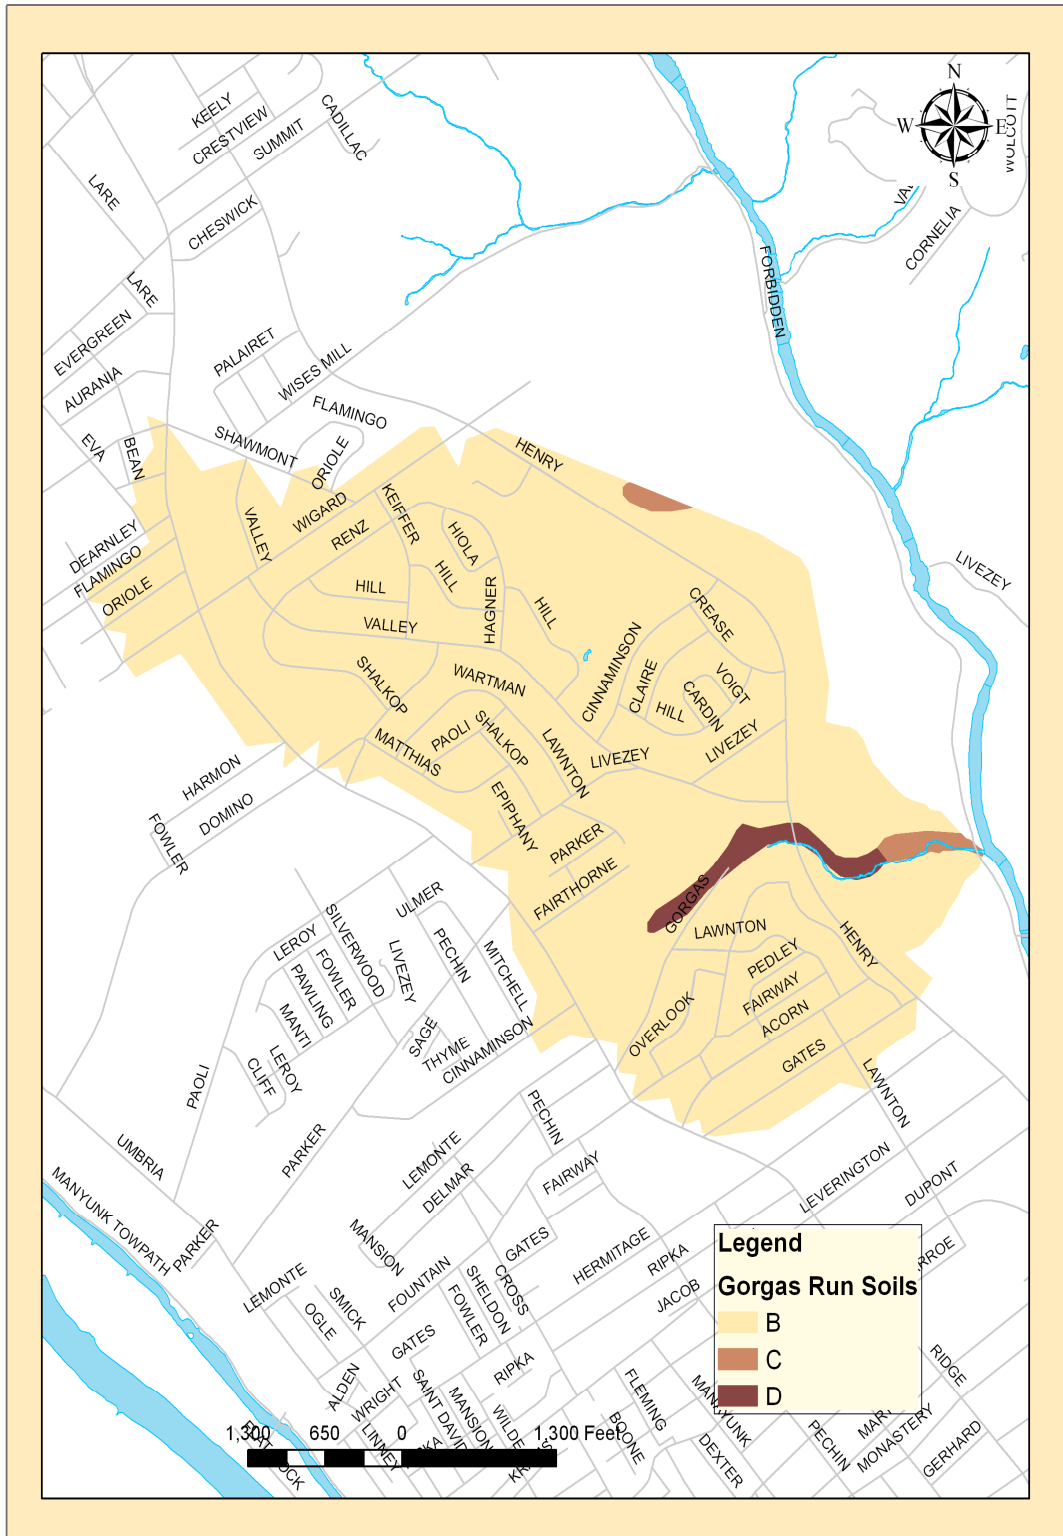 N
W
E
S
WOLCOTT
KEELY
CRESTVIEW
SUMMIT
CADILLAC
LARE
CHESWICK
CORNELIA
FORBIDDEN
LARE
EVERGREEN
AURANIA
PALAIRET
WISES MILL
FLAMINGO
SHAWMONT
ORIOLE
EVA
BEAN
HENRY
VALLEY
WIGARD
RENZ
KEIFFER
HIOLA
DEARNLEY
FLAMINGO
ORIOLE
HILL
HILL
HAGNER
HILL
VALLEY
LIVEZEY
CREASE
CINNAMINSON
CLAIRE
VOIGT
CARDIN
HILL
SHALKOP
WARTMAN
MATTHIAS
PAOLI
SHALKOP
LAWNTON
LIVEZEY
LIVEZEY
HARMON
DOMINO
FOWLER
EPIPHANY
PARKER
FAIRTHORNE
GORGAS
LAWNTON
HENRY
PEDLEY
FAIRWAY
ACORN
OVERLOOK
GATES
LAWNTON
ULMER
SILVERWOOD
LEROY
FOWLER
PAWLING
LIVEZEY
PECHIN
MITCHELL
MANTI
SAGE
THYME
CINNAMINSON
LEROY
CLIFF
PAOLI
UMBRIA
PARKER
PECHIN
LEMONTE
DELMAR
FAIRWAY
MANYUNK TOWPATH
PARKER
MANSION
GATES
LEVERINGTON
DUPONT
HERMITAGE
RIPKA
JACOB
LEMONTE
FOUNTAIN
SHELDON
CROSS
FOWLER
SMICK
OGLE
GATES
RIPKA
ALDEN
WRIGHT
SAINT DAVID
MANSION
LINNEY
FLEMING
BOONE
DEXTER
PECHIN
MONASTERY
GERHARD
RIDGE
Legend
Gorgas Run Soils
B
C
D
1,300 650 0 1,300 Feet